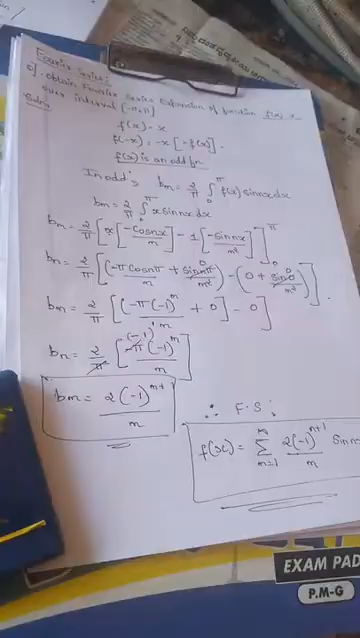 Fourier Series:
Q]. Obtain Fourier Series Expansion of function f(x) =
over interval [-π, π]
Soln:
f(x) = x
f(-x) = -x [-f(x)].
f(x) is an odd fn.
In odd; bn = 2/π ∫₀^π f(x) sin nx dx
bn = 2/π ∫₀^π x sin nx dx
bn = 2/π [x[-cos nx/n] - 1[-sin nx/n²]]₀^π
bn = 2/π [(-π cos nπ/n + sin nπ/n²) - (0 + sin 0/n²)].
bn = 2/π [[-π(-1)^n/n + 0] - 0]
bn = 2/π [(-1) π(-1)^n/n]
bn = 2(-1)^n+1/n
∴ F.S;
f(x) = ∑ n=1 ∞ 2(-1)^n+1/n sin n
EXAM PAD
P.M-G